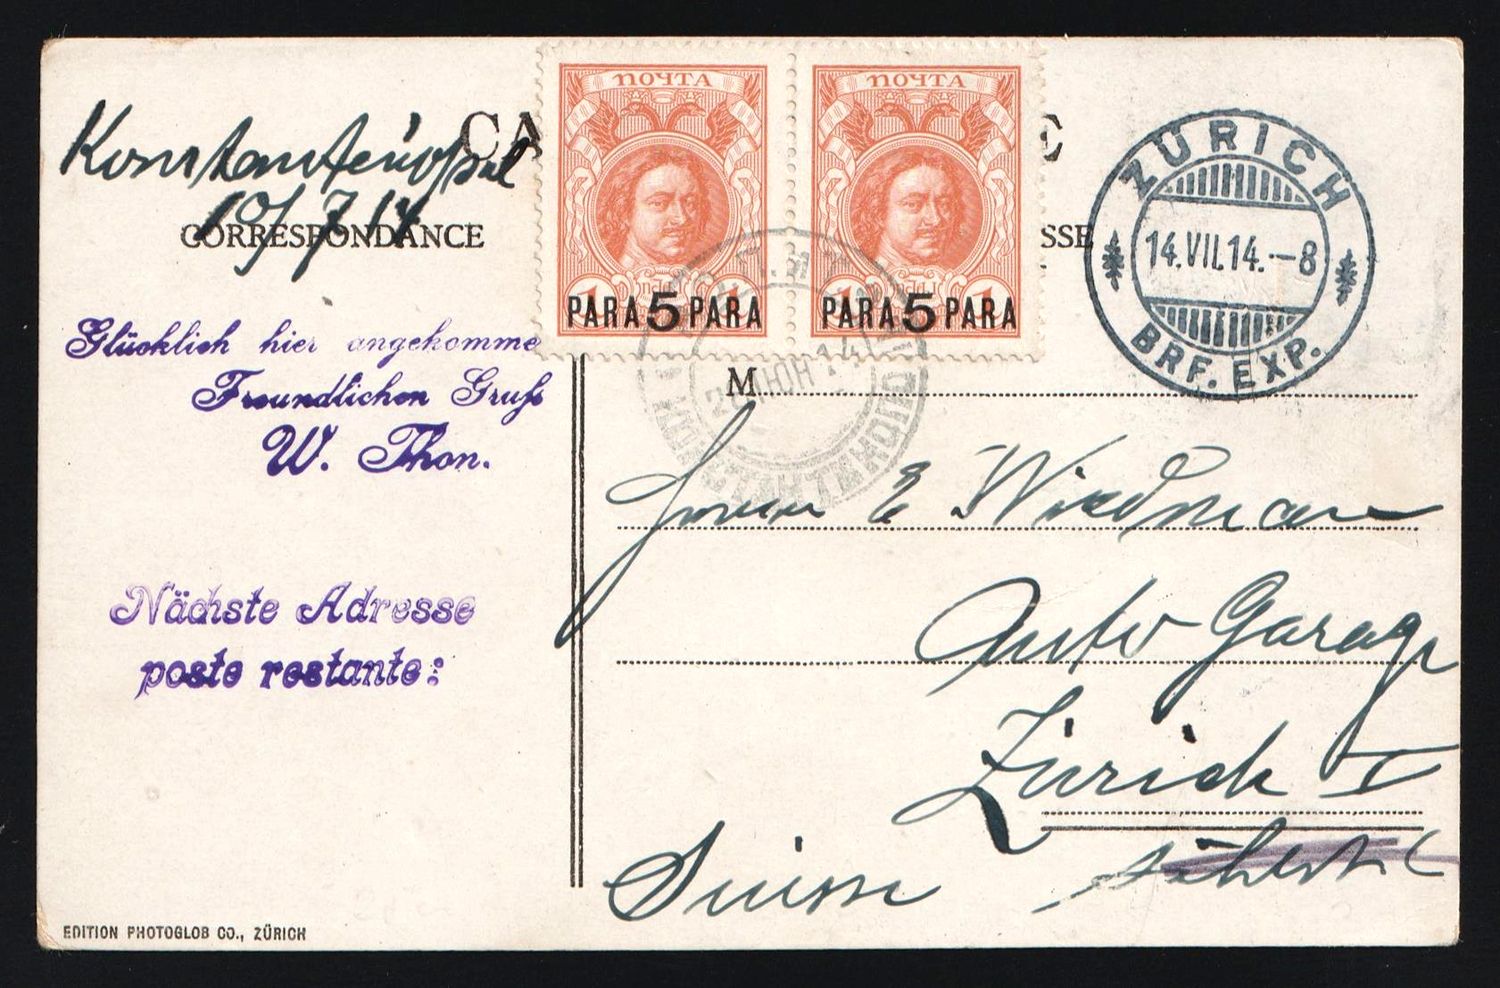 Konstantinopel
10/7 14
CORRESPONDANCE
Glücklich hier angekomme
Freundlichen Gruß
W. Thon.
Nächste Adresse
poste restante:
EDITION PHOTOGLOB CO., ZÜRICH
CA
E
SSE
ПОЧТА
PARA 5 PARA
ПОЧТА
PARA 5 PARA
ZÜRICH
14.VII.14.–8
BRF. EXP.
M
Herrn E Wiedman
Auto Garage
Zürich I
Suisse